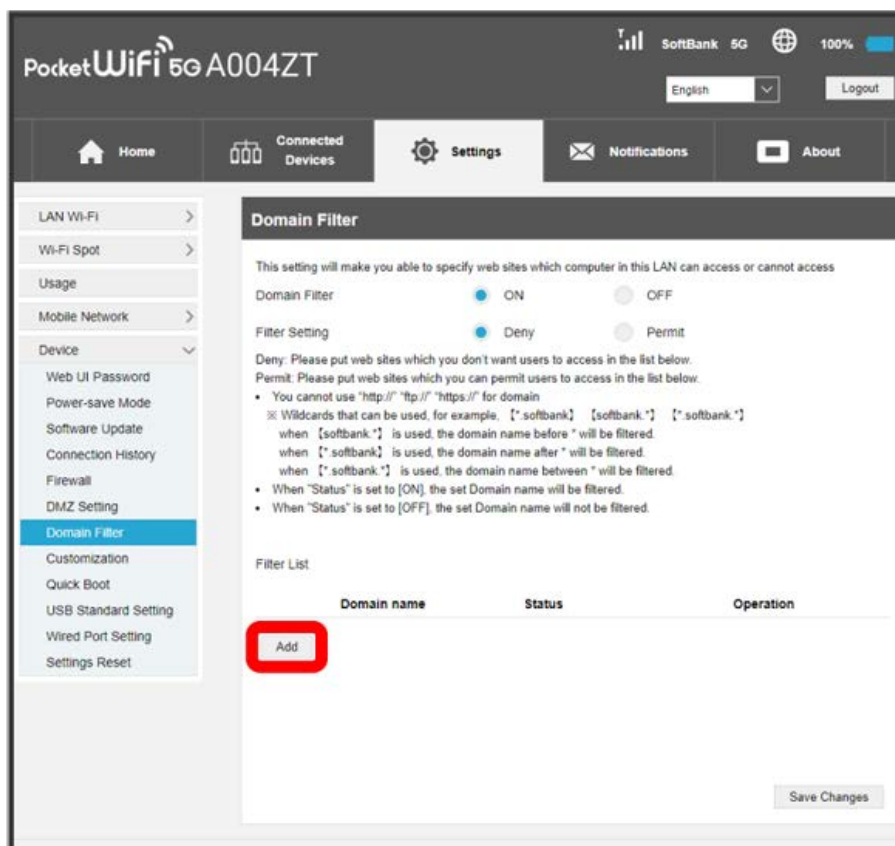 PocketWiFi 5G A004ZT
SoftBank 5G 100%
English
Logout
Home
Connected
Devices
Settings
Notifications
About
LAN Wi-Fi
Wi-Fi Spot
Usage
Mobile Network
Device
Web UI Password
Power-save Mode
Software Update
Connection History
Firewall
DMZ Setting
Domain Filter
Customization
Quick Boot
USB Standard Setting
Wired Port Setting
Settings Reset
Domain Filter
This setting will make you able to specify web sites which computer in this LAN can access or cannot access
Domain Filter ON OFF
Filter Setting Deny Permit
Deny: Please put web sites which you don't want users to access in the list below.
Permit: Please put web sites which you can permit users to access in the list below.
• You cannot use "http://" "ftp://" "https://" for domain
※ Wildcards that can be used, for example, 【*.softbank】 【softbank.*】 【*.softbank.*】
when 【softbank.*】 is used, the domain name before * will be filtered.
when 【*.softbank】 is used, the domain name after * will be filtered.
when 【*.softbank.*】 is used, the domain name between * will be filtered.
• When "Status" is set to [ON], the set Domain name will be filtered.
• When "Status" is set to [OFF], the set Domain name will not be filtered.
Filter List
Domain name Status Operation
Add
Save Changes